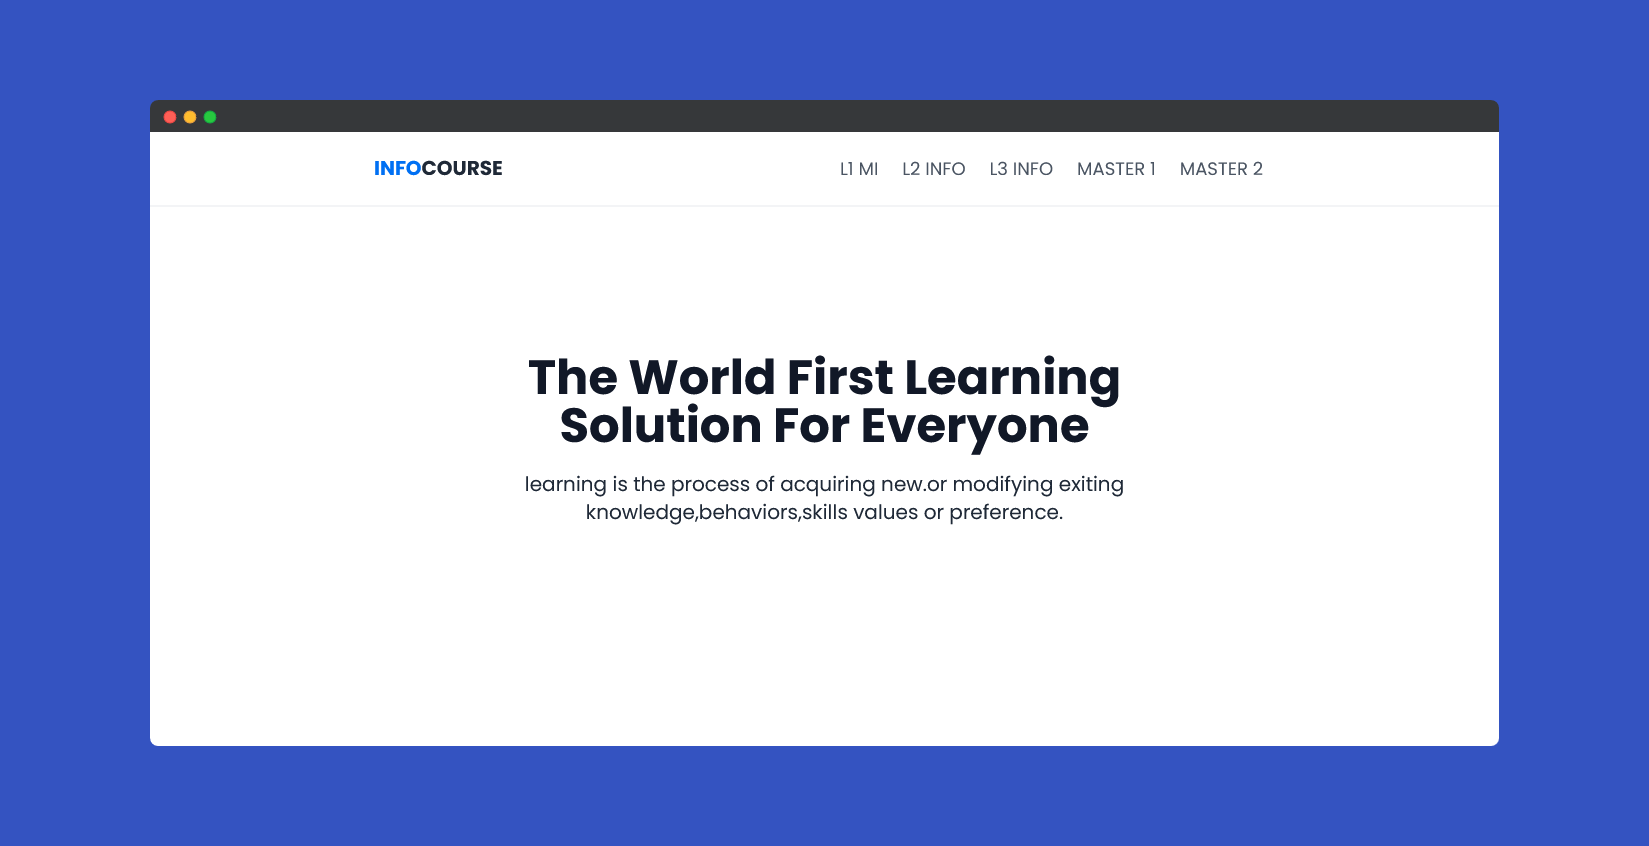 INFOCOURSE L1 MI L2 INFO L3 INFO MASTER 1 MASTER 2
The World First Learning
Solution For Everyone
learning is the process of acquiring new.or modifying exiting
knowledge,behaviors,skills values or preference.